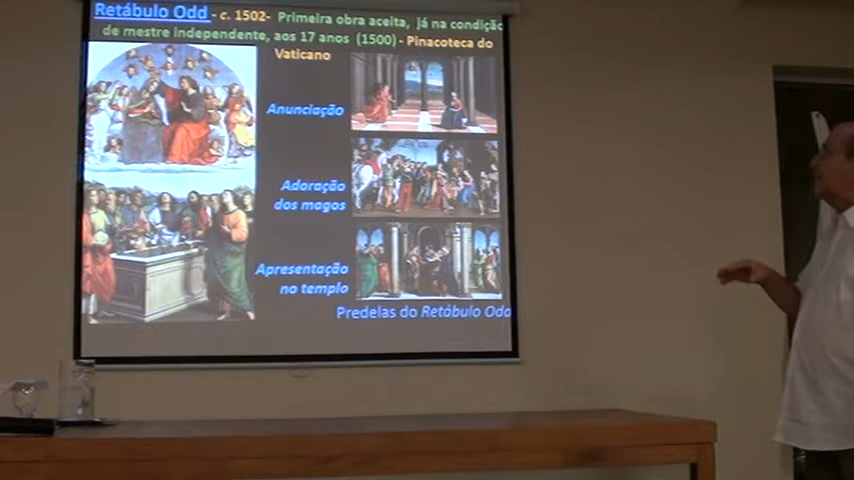 Retábulo Odd - c. 1502- Primeira obra aceita, já na condição
de mestre independente, aos 17 anos (1500) - Pinacoteca do
Vaticano
Anunciação
Adoração
dos magos
Apresentação
no templo
Predelas do Retábulo Odd